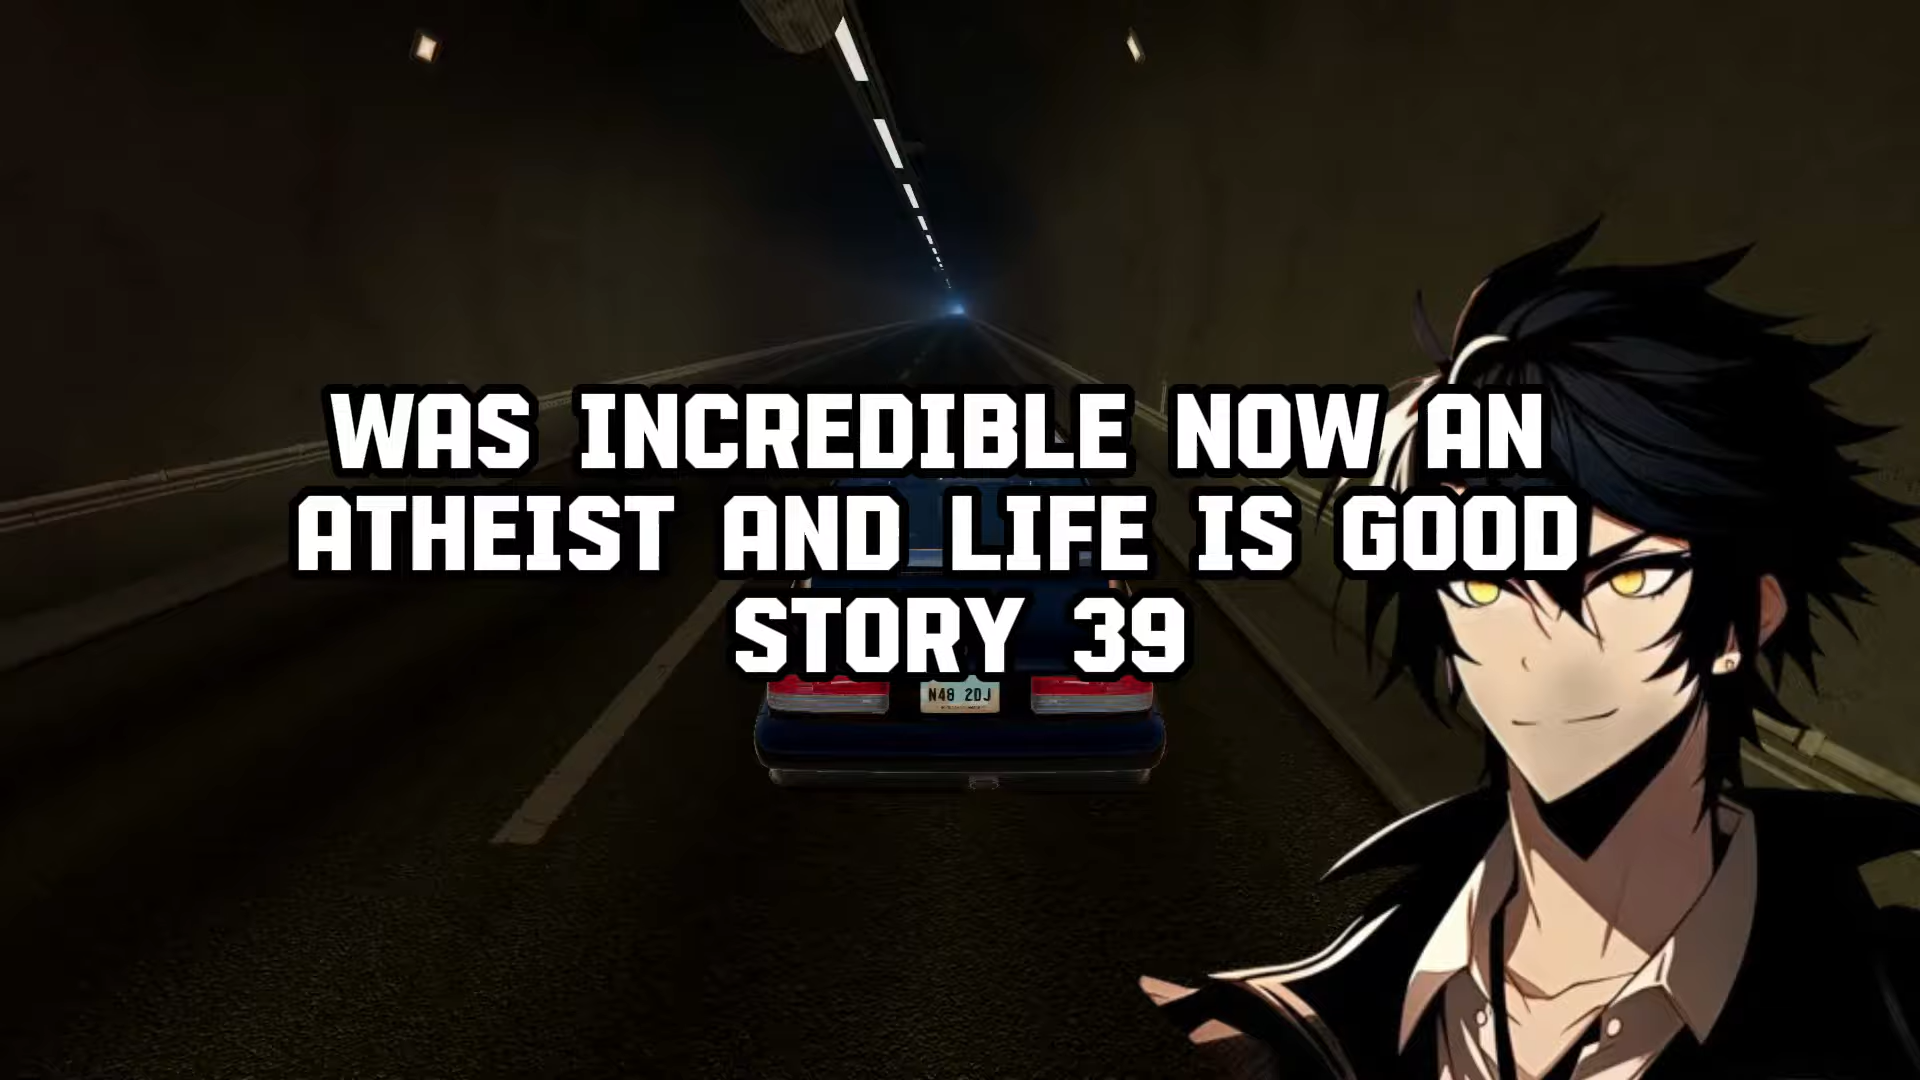 WAS INCREDIBLE NOW AN
ATHEIST AND LIFE IS GOOD
STORY 39
N48 2DJ